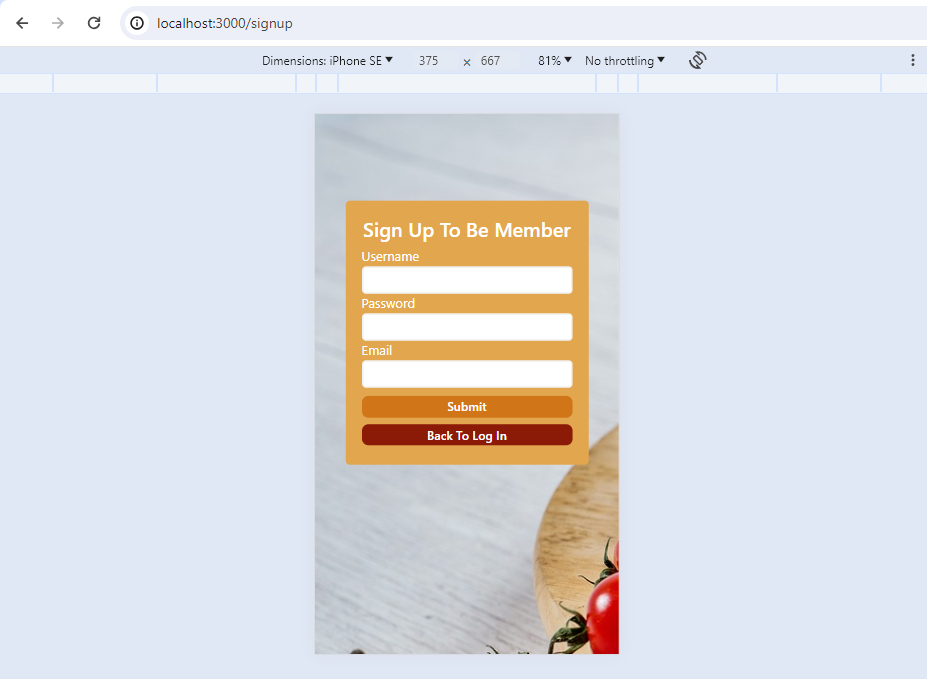 localhost:3000/signup
Dimensions: iPhone SE 375 × 667 81% No throttling
Sign Up To Be Member
Username
Password
Email
Submit
Back To Log In